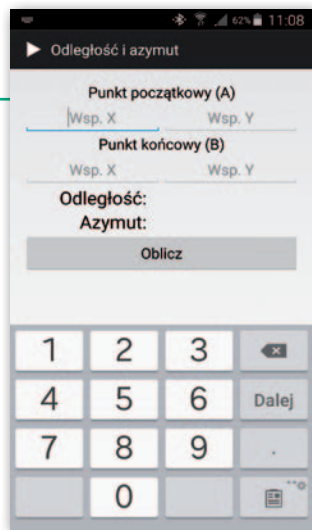 62% 11:08
Odległość i azymut
Punkt początkowy (A)
Wsp. X Wsp. Y
Punkt końcowy (B)
Wsp. X Wsp. Y
Odległość:
Azymut:
Oblicz
1 2 3
4 5 6 Dalej
7 8 9 .
0